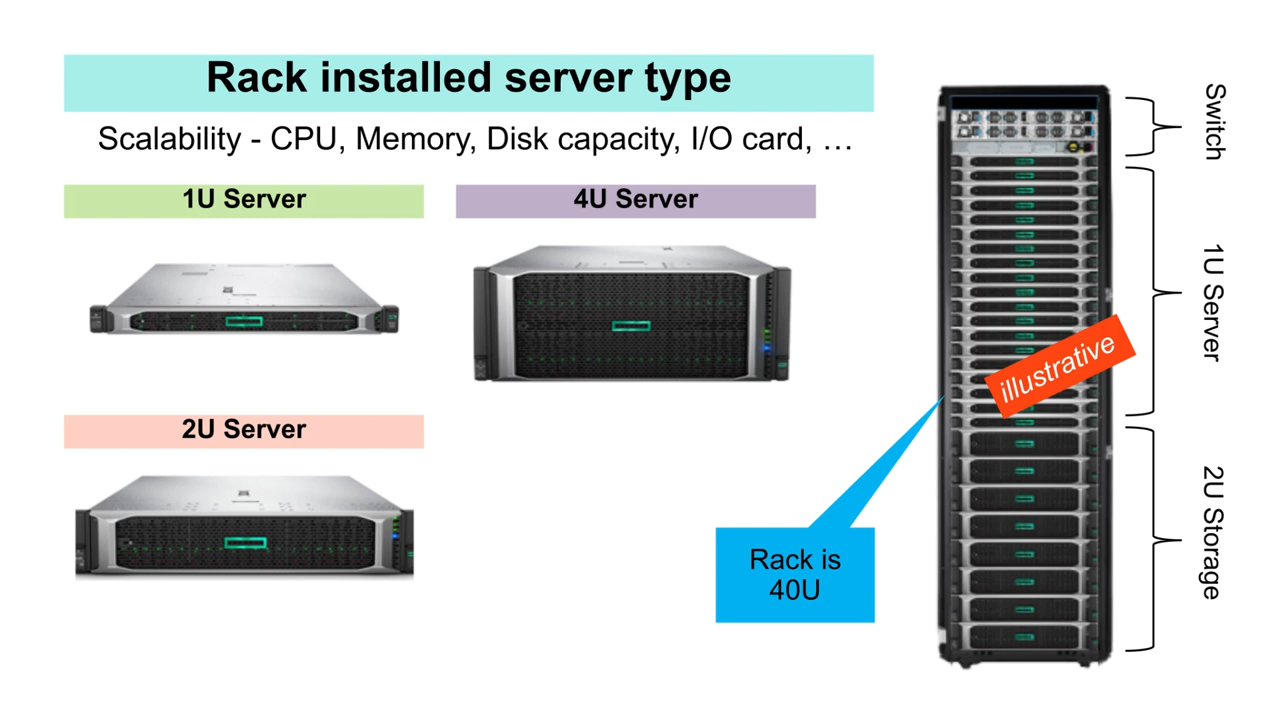 Rack installed server type
Scalability - CPU, Memory, Disk capacity, I/O card, …
1U Server
4U Server
2U Server
Rack is
40U
illustrative
Switch
1U Server
2U Storage